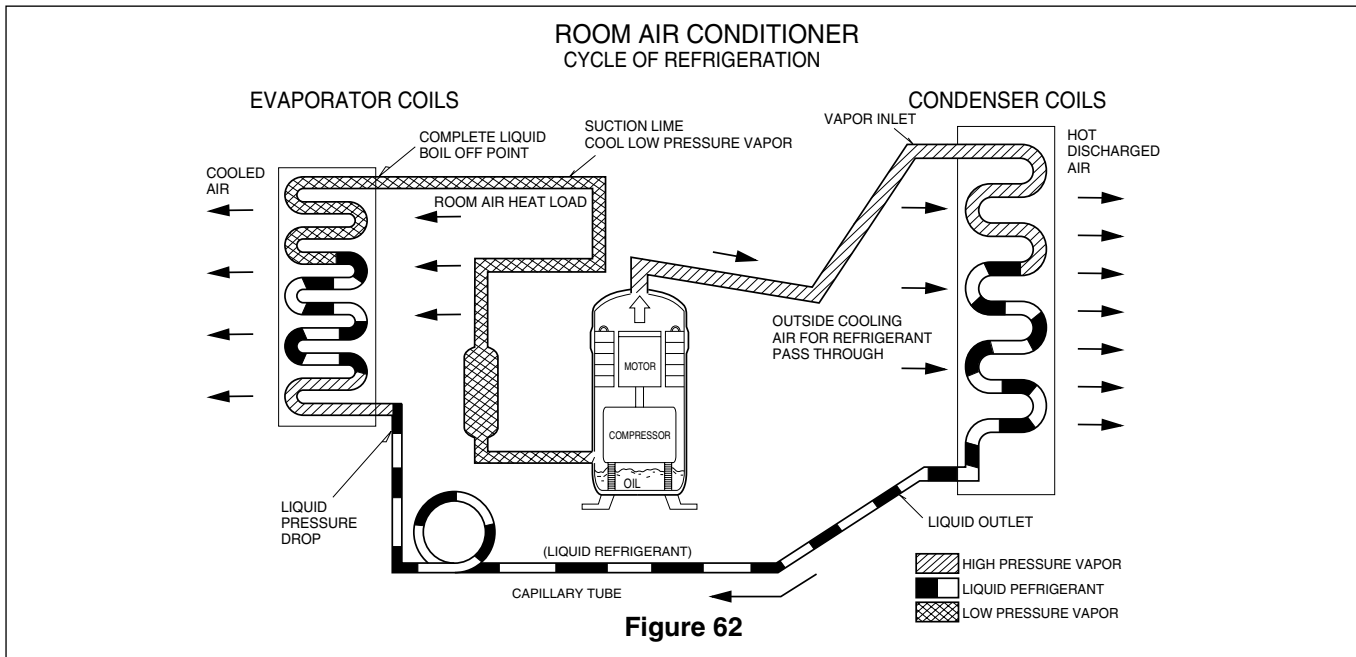 ROOM AIR CONDITIONER
CYCLE OF REFRIGERATION
EVAPORATOR COILS
CONDENSER COILS
COMPLETE LIQUID
BOIL OFF POINT
SUCTION LIME
COOL LOW PRESSURE VAPOR
VAPOR INLET
HOT
DISCHARGED
AIR
COOLED
AIR
ROOM AIR HEAT LOAD
OUTSIDE COOLING
AIR FOR REFRIGERANT
PASS THROUGH
MOTOR
COMPRESSOR
OIL
LIQUID
PRESSURE
DROP
LIQUID OUTLET
(LIQUID REFRIGERANT)
CAPILLARY TUBE
HIGH PRESSURE VAPOR
LIQUID PEFRIGERANT
LOW PRESSURE VAPOR
Figure 62